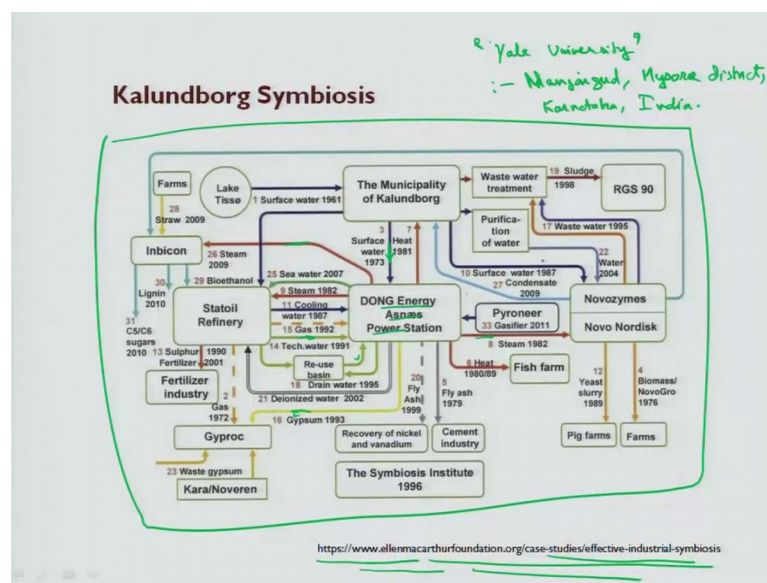 "Yale University"
:- Nanjangud, Mysore district,
Karnataka, India.
Kalundborg Symbiosis
Farms
Lake
Tissø
The Municipality
of Kalundborg
Waste water
treatment
19 Sludge
1998
RGS 90
28
Straw 2009
1 Surface water 1961
3
Surface
water
1973
7
Heat
1981
Purifica-
tion
of water
17 Waste water 1995
Inbicon
26 Steam
2009
22
Water
2004
10 Surface water 1987
27 Condensate
2009
30
Lignin
2010
29 Bioethanol
25 Sea water 2007
9 Steam 1982
11 Cooling
water 1987
15 Gas 1992
14 Tech.water 1991
Statoil
Refinery
DONG Energy
Asnæs
Power Station
Pyroneer
33 Gasifier 2011
8 Steam 1982
Novozymes
Novo Nordisk
31
C5/C6
sugars
2010
13 Sulphur 1990
Fertilizer 2001
Re-use
basin
18 Drain water 1995
21 Deionized water 2002
6 Heat
1980/89
Fish farm
Fertilizer
industry
2
Gas
1972
16 Gypsum 1993
20
Fly
Ash
1999
5
Fly ash
1979
12
Yeast
slurry
1989
4
Biomass/
NovoGro
1976
Gyproc
Recovery of nickel
and vanadium
Cement
industry
Pig farms
Farms
23 Waste gypsum
Kara/Noveren
The Symbiosis Institute
1996
https://www.ellenmacarthurfoundation.org/case-studies/effective-industrial-symbiosis